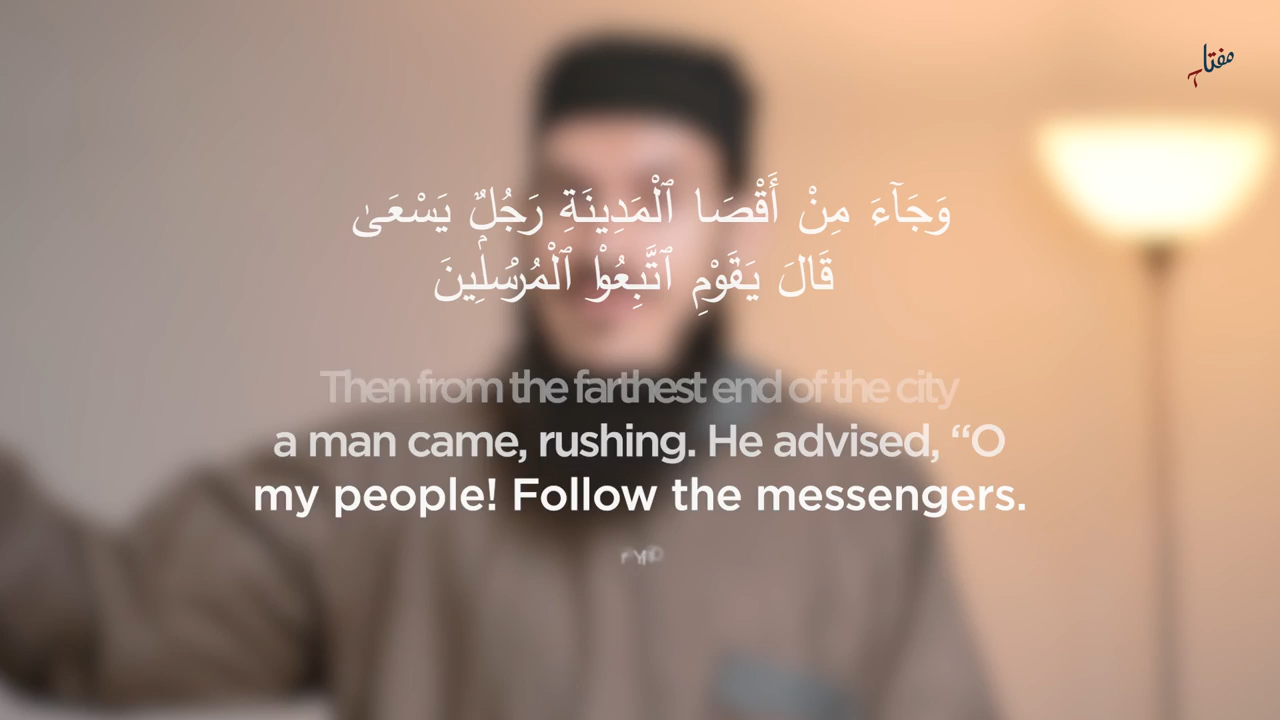 مفتاح
وَجَآءَ مِنْ أَقْصَا ٱلْمَدِينَةِ رَجُلٌ يَسْعَىٰ
قَالَ يَـٰقَوْمِ ٱتَّبِعُوا۟ ٱلْمُرْسَلِينَ
Then from the farthest end of the city
a man came, rushing. He advised, “O
my people! Follow the messengers.